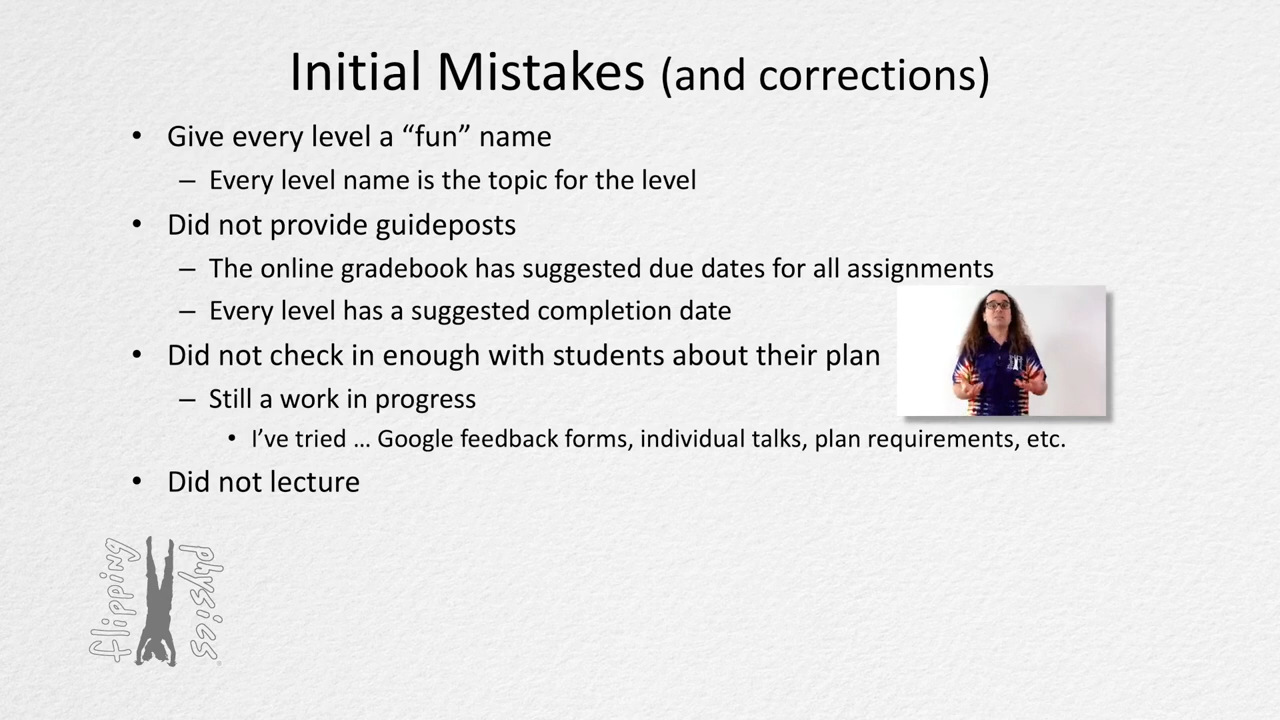 Initial Mistakes (and corrections)
• Give every level a “fun” name
– Every level name is the topic for the level
• Did not provide guideposts
– The online gradebook has suggested due dates for all assignments
– Every level has a suggested completion date
• Did not check in enough with students about their plan
– Still a work in progress
• I’ve tried … Google feedback forms, individual talks, plan requirements, etc.
• Did not lecture
flipping physics